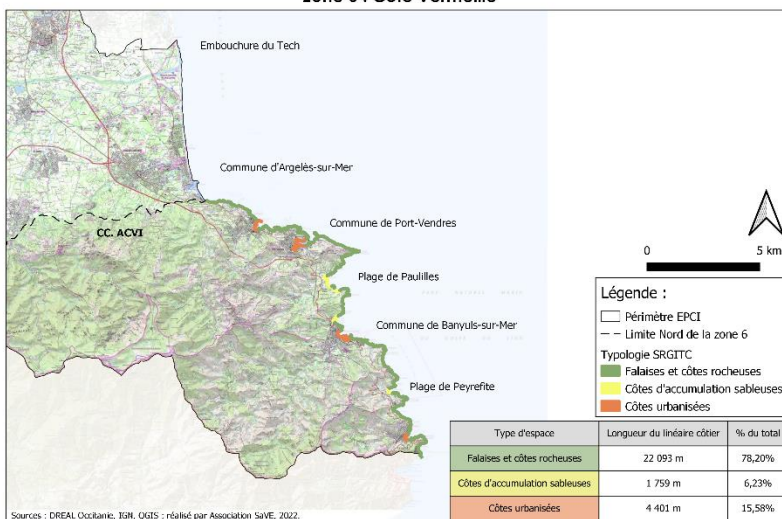 Embouchure du Tech
Commune d'Argelès-sur-Mer
Commune de Port-Vendres
CC. ACVI
Plage de Paulilles
Commune de Banyuls-sur-Mer
Plage de Peyrefite
0 5 km
Légende :
Périmètre EPCI
Limite Nord de la zone 6
Typologie SRGITC
Falaises et côtes rocheuses
Côtes d'accumulation sableuses
Côtes urbanisées
Type d'espace Longueur du linéaire côtier % du total
Falaises et côtes rocheuses 22 093 m 78,20%
Côtes d'accumulation sableuses 1 759 m 6,23%
Côtes urbanisées 4 401 m 15,58%
Sources : DREAL Occitanie, IGN, QGIS : réalisé par Association SaVE, 2022.